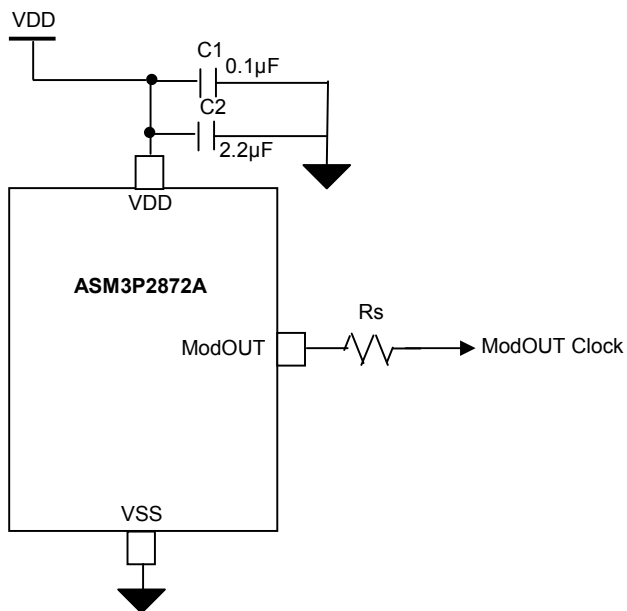 VDD
C1
0.1µF
C2
2.2µF
VDD
ASM3P2872A
Rs
ModOUT
ModOUT Clock
VSS